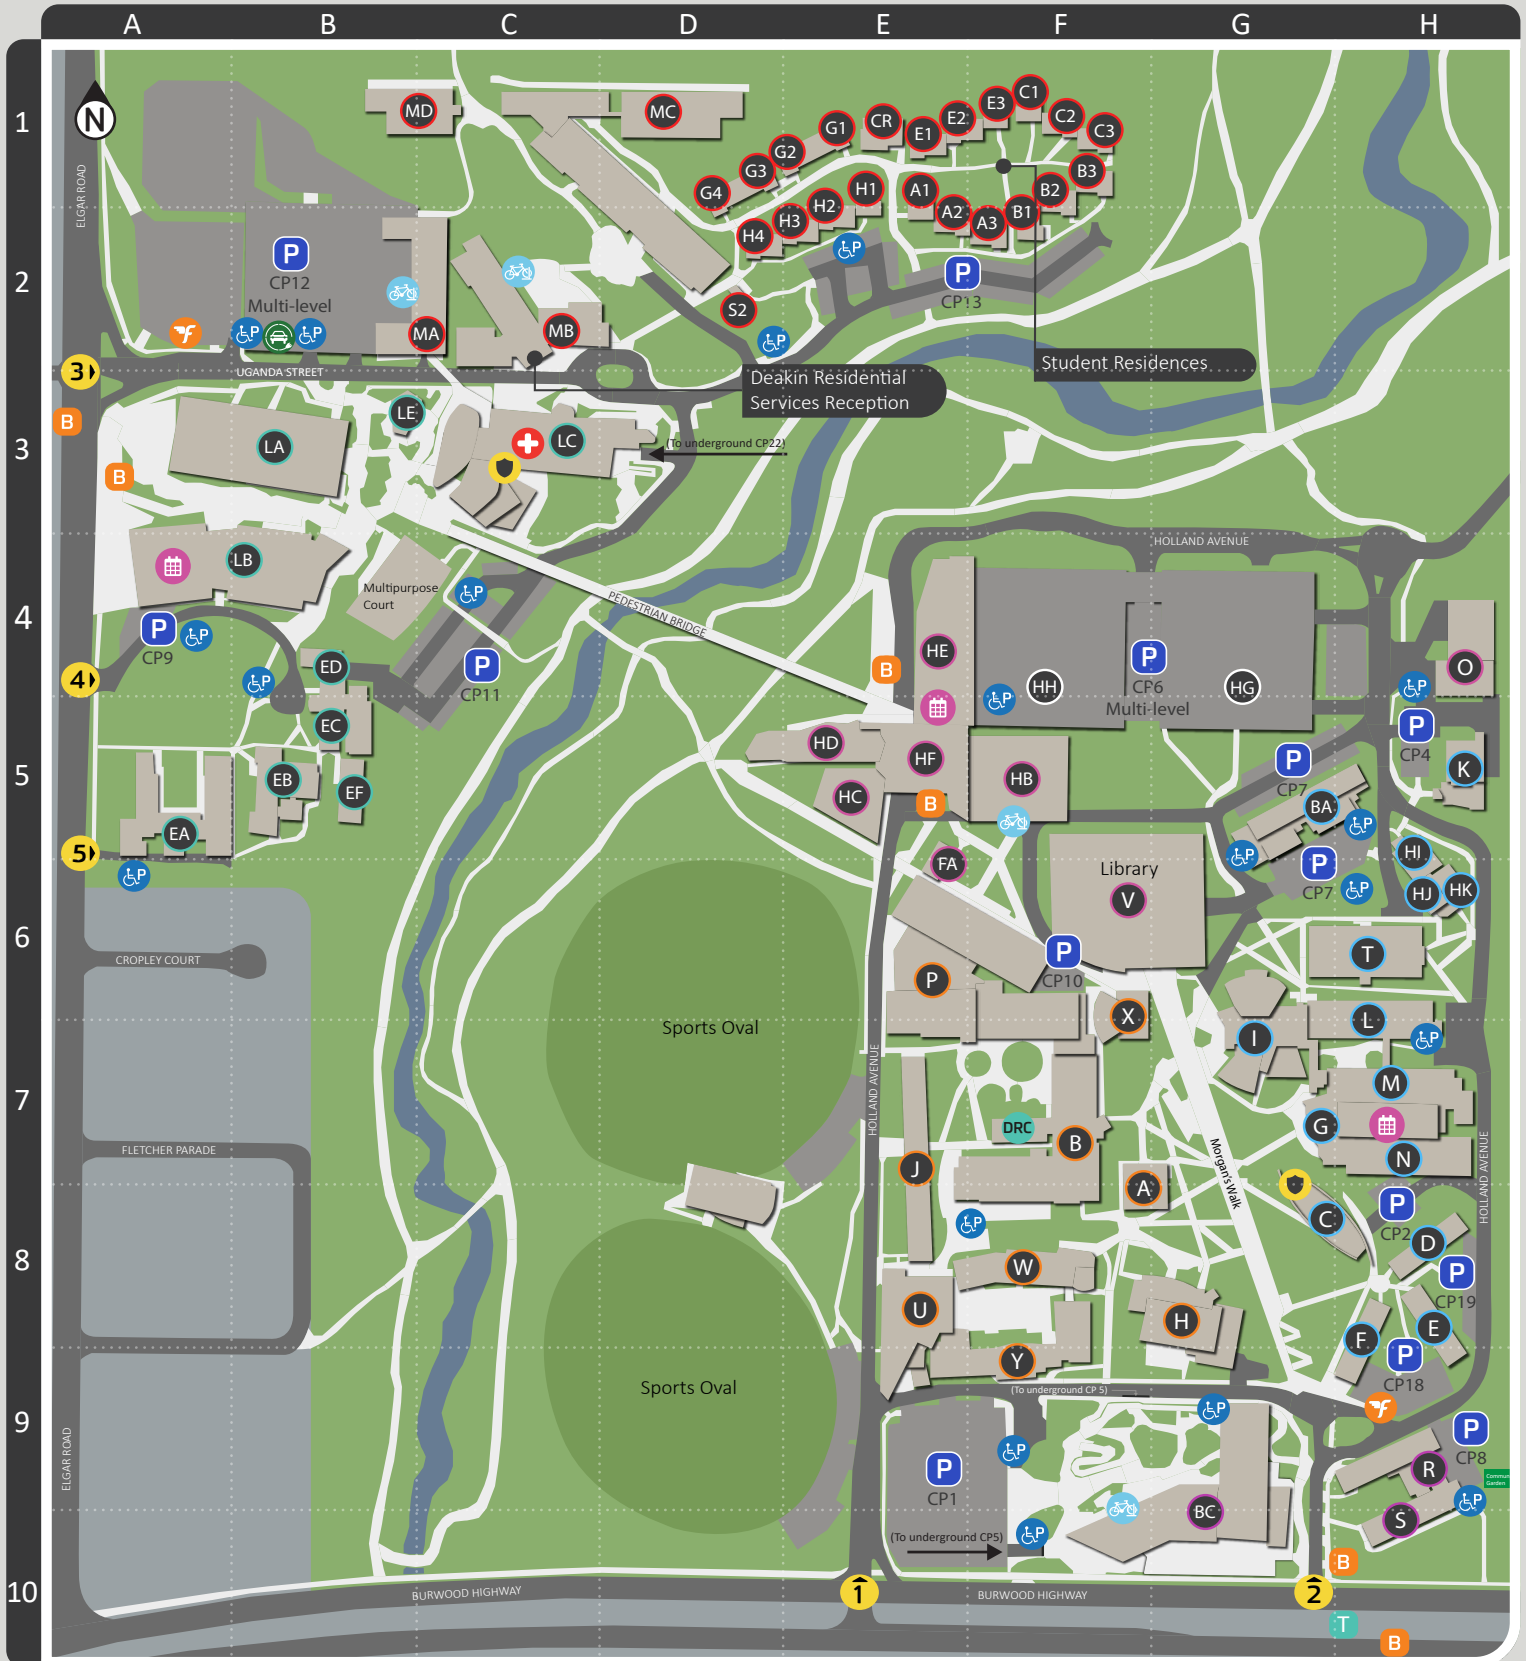 A B C D E F G H
1
2
3
4
5
6
7
8
9
10
N
MD
MC
G4
G3
G2
G1
CR
E1
E2
E3
C1
C2
C3
H4
H3
H2
H1
A1
A2
A3
B1
B2
B3
ELGAR ROAD
P
CP12
Multi-level
MA
MB
S2
P
P
CP13
P
P
P
Student Residences
Deakin Residential
Services Reception
3
UGANDA STREET
B
B
LA
LE
LC
(To underground CP22)
LB
Multipurpose
Court
P
PEDESTRIAN BRIDGE
HOLLAND AVENUE
P
CP9
P
4
P
ED
EC
P
CP11
B
HE
P
HH
P
CP6
Multi-level
HG
P
O
P
CP4
HD
HF
HC
HB
B
EB
EF
EA
5
P
P
CP7
BA
P
P
P
CP7
P
K
HI
HJ
HK
FA
Library
V
CROPLEY COURT
P
P
CP10
X
T
I
L
P
Sports Oval
HOLLAND AVENUE
M
G
N
DRC
B
J
A
FLETCHER PARADE
Morgan's Walk
HOLLAND AVENUE
P
C
P
CP2
D
P
CP19
W
U
H
Y
F
E
P
CP18
(To underground CP 5)
Sports Oval
P
CP1
P
P
BC
P
P
CP8
R
S
P
Community
Garden
(To underground CP5)
P
ELGAR ROAD
B
1
2
BURWOOD HIGHWAY
BURWOOD HIGHWAY
T
B